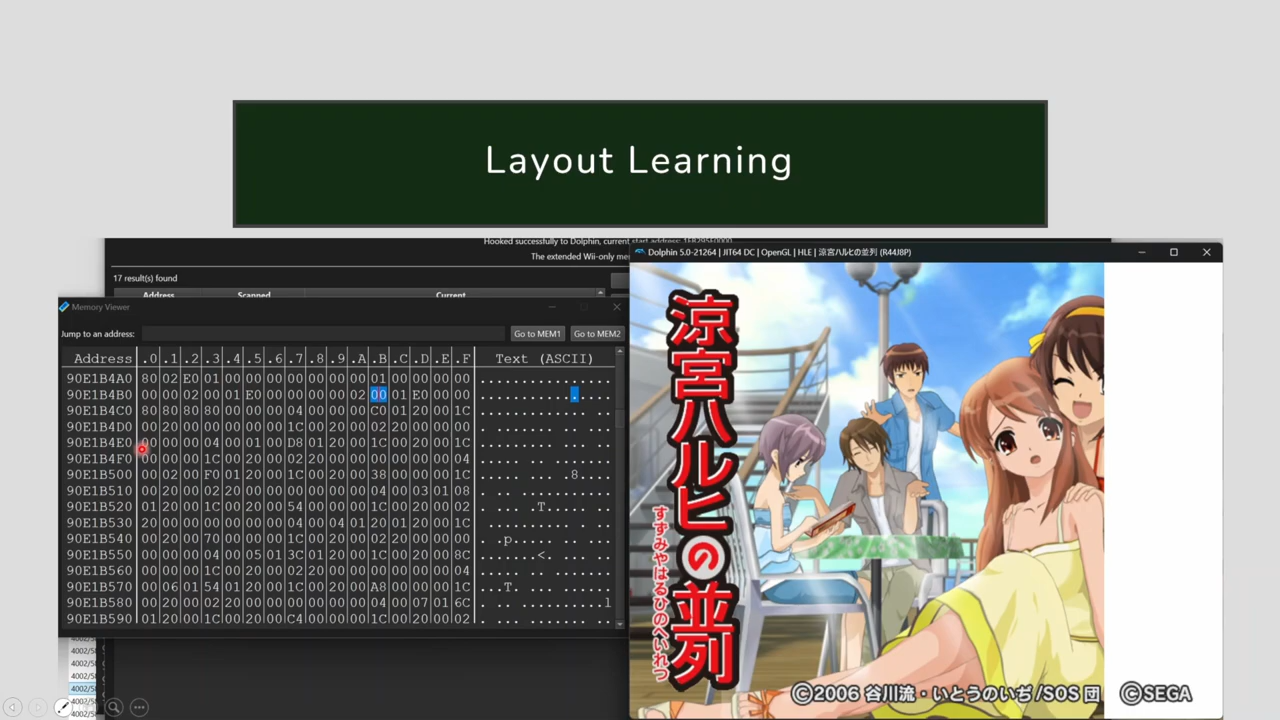 Layout Learning
Hooked successfully to Dolphin, current start address: 1FB295F0000
The extended Wii-only me
17 result(s) found
Address Scanned Current
Memory Viewer
Jump to an address: Go to MEM1 Go to MEM2
Address .0 .1 .2 .3 .4 .5 .6 .7 .8 .9 .A .B .C .D .E .F Text (ASCII)
90E1B4A0 80 02 E0 01 00 00 00 00 00 00 00 01 00 00 00 00 ................
90E1B4B0 00 00 02 00 01 E0 00 00 00 00 02 00 01 E0 00 00 ................
90E1B4C0 80 80 80 80 00 00 00 04 00 00 00 C0 01 20 00 1C ............. ..
90E1B4D0 00 20 00 00 00 00 00 1C 00 20 00 02 20 00 00 00 . ....... .. ...
90E1B4E0 00 00 00 04 00 01 00 D8 01 20 00 1C 00 20 00 1C ......... ... ..
90E1B4F0 00 00 00 1C 00 20 00 02 20 00 00 00 00 00 00 04 ..... .. .......
90E1B500 00 02 00 F0 01 20 00 1C 00 00 00 38 00 00 00 1C ..... .....8....
90E1B510 00 20 00 02 20 00 00 00 00 00 00 04 00 03 01 08 . .. ...........
90E1B520 01 20 00 1C 00 20 00 54 00 00 00 1C 00 20 00 02 . ... .T..... ..
90E1B530 20 00 00 00 00 00 00 04 00 04 01 20 01 20 00 1C .......... . ..
90E1B540 00 20 00 70 00 00 00 1C 00 20 00 02 20 00 00 00 . .p..... .. ...
90E1B550 00 00 00 04 00 05 01 3C 01 20 00 1C 00 20 00 8C .......<. ... ..
90E1B560 00 00 00 1C 00 20 00 02 20 00 00 00 00 00 00 04 ..... .. .......
90E1B570 00 06 01 54 01 20 00 1C 00 20 00 A8 00 00 00 1C ...T. ... ......
90E1B580 00 20 00 02 20 00 00 00 00 00 00 04 00 07 01 6C . .. ..........l
90E1B590 01 20 00 1C 00 20 00 C4 00 00 00 1C 00 20 00 02 . ... ....... ..
Dolphin 5.0-21264 | JIT64 DC | OpenGL | HLE | 涼宮ハルヒの並列 (R44J8P)
涼宮ハルヒの並列
すずみやはるひのへいれつ
©2006 谷川流・いとうのいぢ/SOS団 ©SEGA